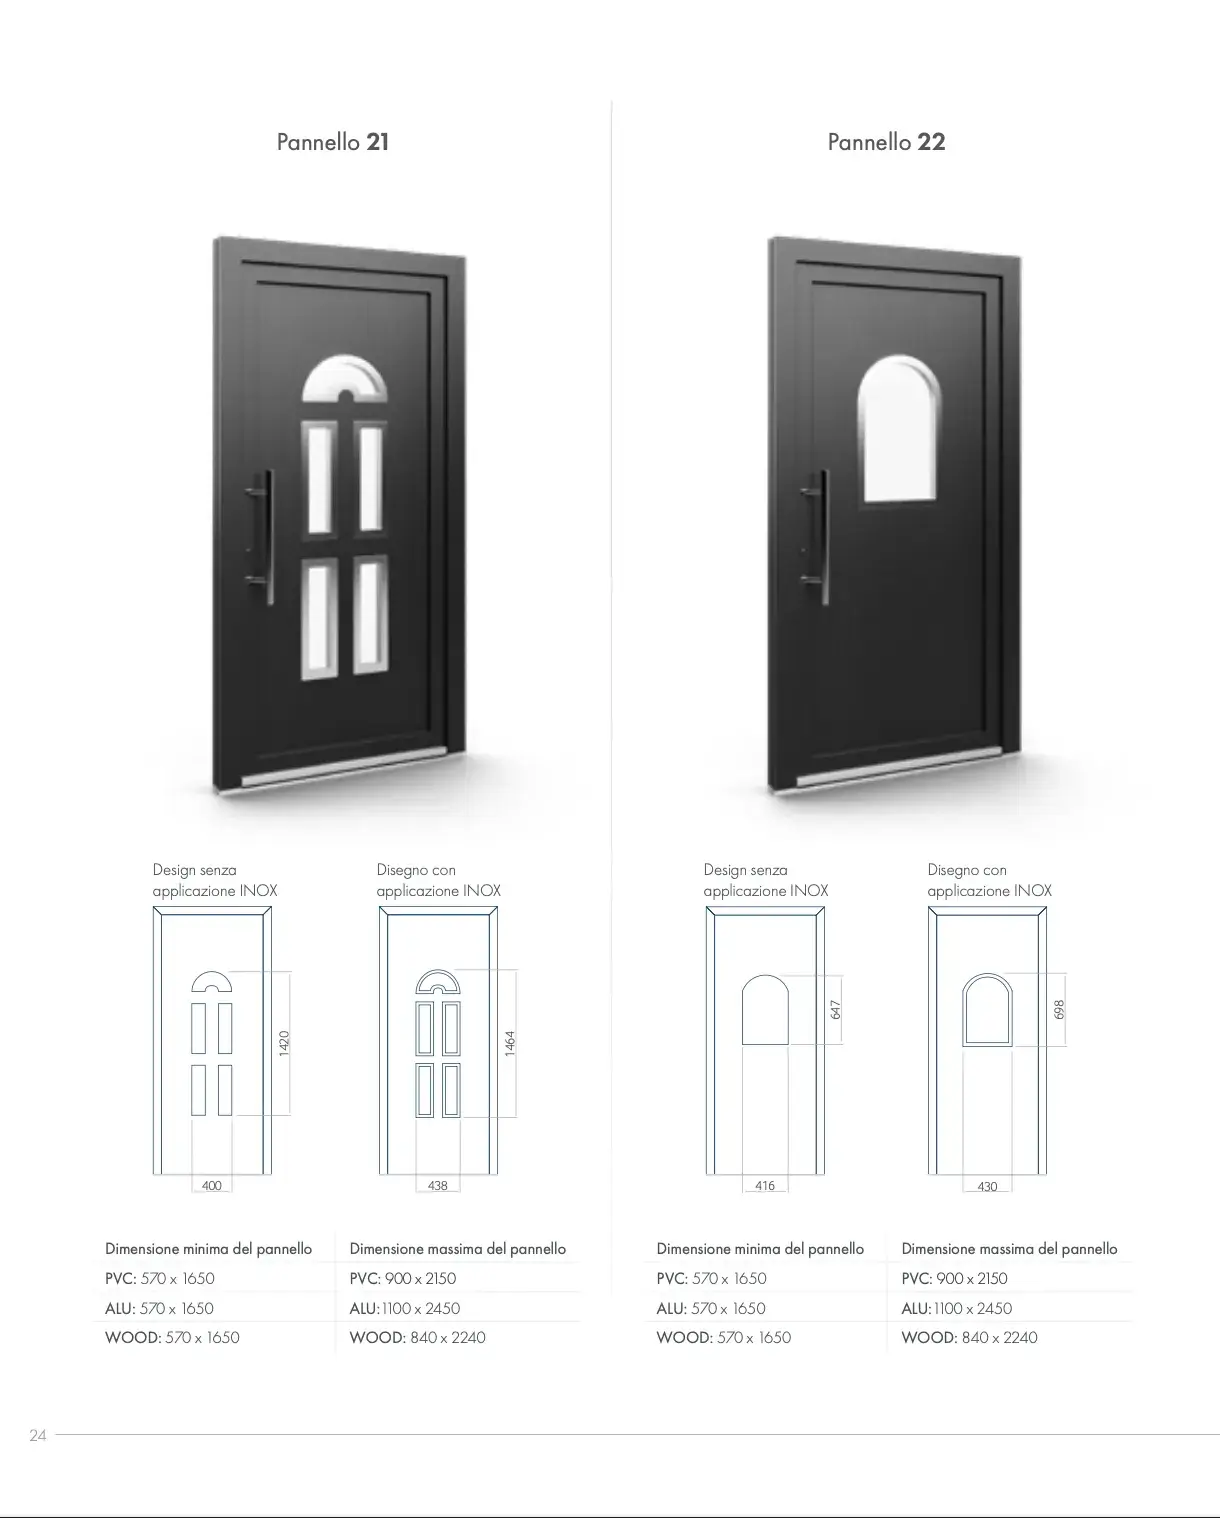 Pannello 21
Design senza
applicazione INOX
Disegno con
applicazione INOX
1420
400
1464
438
Dimensione minima del pannello
PVC: 570 x 1650
ALU: 570 x 1650
WOOD: 570 x 1650
Dimensione massima del pannello
PVC: 900 x 2150
ALU:1100 x 2450
WOOD: 840 x 2240
Pannello 22
Design senza
applicazione INOX
Disegno con
applicazione INOX
647
416
698
430
Dimensione minima del pannello
PVC: 570 x 1650
ALU: 570 x 1650
WOOD: 570 x 1650
Dimensione massima del pannello
PVC: 900 x 2150
ALU:1100 x 2450
WOOD: 840 x 2240
24